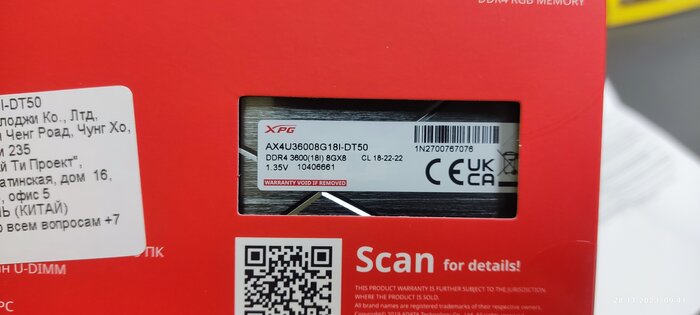 DDR4 RGB MEMORY
I-DT50
лоджи Ко., Лтд,
н Ченг Роад, Чунг Хо,
и 235
й Ти Проект",
атинская, дом 16,
, офис 5
Ь (КИТАЙ)
о всем вопросам +7
XPG
AX4U36008G18I-DT50
DDR4 3600(18I) 8GX8 CL 18-22-22
1.35V 10406661
WARRANTY VOID IF REMOVED
1N2700767076
CE UK
CA
ПК
н U-DIMM
PC
Scan for details!
THIS PRODUCT WARRANTY IS FURTHER SUBJECT TO THE JURISDICTION
WHERE THE PRODUCT IS SOLD.
All brand names are registered trademarks of their respective owners.